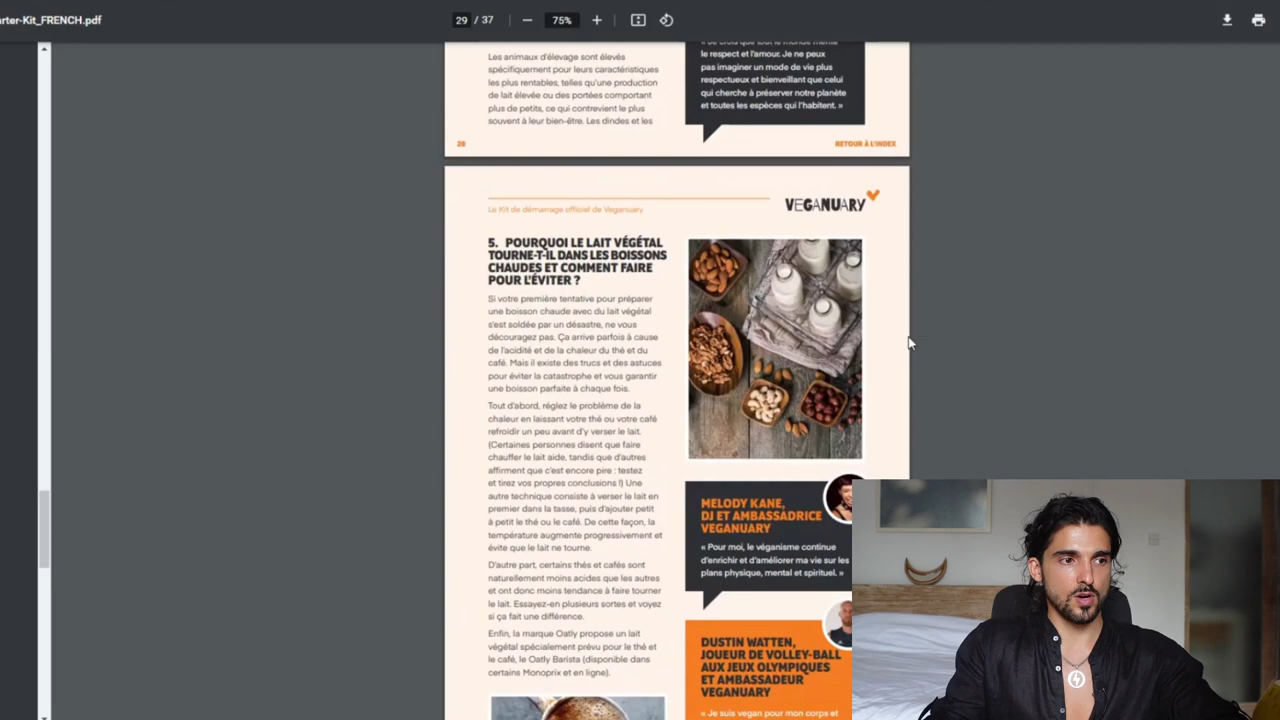 arter-Kit_FRENCH.pdf
29 / 37
75%
Les animaux d'élevage sont élevés
spécifiquement pour leurs caractéristiques
les plus rentables, telles qu'une production
de lait élevée ou des portées comportant
plus de petits, ce qui contrevient le plus
souvent à leur bien-être. Les dindes et les
« Je crois que tout le monde mérite
le respect et l'amour. Je ne peux
pas imaginer un mode de vie plus
respectueux et bienveillant que celui
qui cherche à préserver notre planète
et toutes les espèces qui l'habitent. »
28
RETOUR À L'INDEX
Le Kit de démarrage officiel de Veganuary
VEGANUARY
5. POURQUOI LE LAIT VÉGÉTAL
TOURNE-T-IL DANS LES BOISSONS
CHAUDES ET COMMENT FAIRE
POUR L'ÉVITER ?
Si votre première tentative pour préparer
une boisson chaude avec du lait végétal
s'est soldée par un désastre, ne vous
découragez pas. Ça arrive parfois à cause
de l'acidité et de la chaleur du thé et du
café. Mais il existe des trucs et des astuces
pour éviter la catastrophe et vous garantir
une boisson parfaite à chaque fois.
Tout d'abord, réglez le problème de la
chaleur en laissant votre thé ou votre café
refroidir un peu avant d'y verser le lait.
(Certaines personnes disent que faire
chauffer le lait aide, tandis que d'autres
affirment que c'est encore pire : testez
et tirez vos propres conclusions !) Une
autre technique consiste à verser le lait en
premier dans la tasse, puis d'ajouter petit
à petit le thé ou le café. De cette façon, la
température augmente progressivement et
évite que le lait ne tourne.
D'autre part, certains thés et cafés sont
naturellement moins acides que les autres
et ont donc moins tendance à faire tourner
le lait. Essayez-en plusieurs sortes et voyez
si ça fait une différence.
Enfin, la marque Oatly propose un lait
végétal spécialement prévu pour le thé et
le café, le Oatly Barista (disponible dans
certains Monoprix et en ligne).
MELODY KANE,
DJ ET AMBASSADRICE
VEGANUARY
« Pour moi, le véganisme continue
d'enrichir et d'améliorer ma vie sur les
plans physique, mental et spirituel. »
DUSTIN WATTEN,
JOUEUR DE VOLLEY-BALL
AUX JEUX OLYMPIQUES
ET AMBASSADEUR
VEGANUARY
« Je suis vegan pour mon corps et